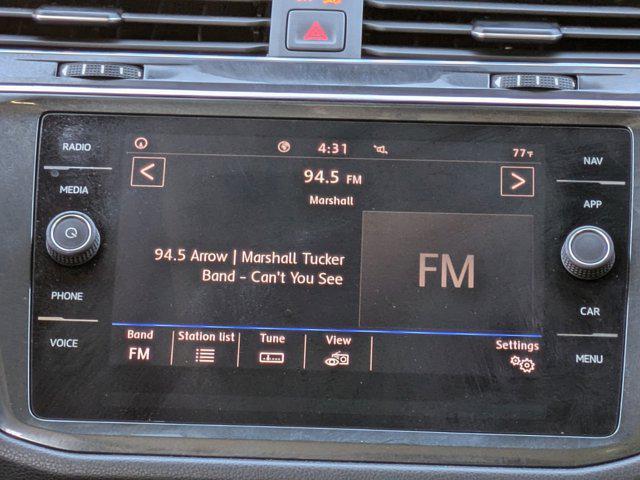 RADIO
MEDIA
PHONE
VOICE
4:31
77°F
94.5 FM
Marshall
94.5 Arrow | Marshall Tucker
Band - Can't You See
FM
Band
FM
Station list
Tune
View
Settings
NAV
APP
CAR
MENU